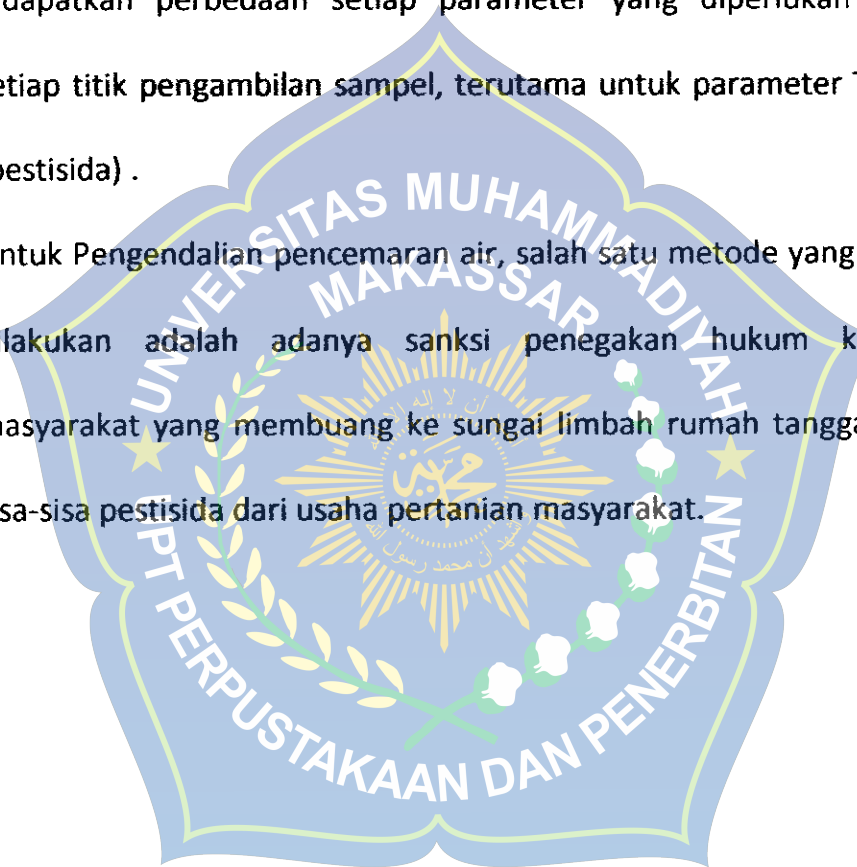 dapatkan perbedaan setiap parameter yang diperlukan
etiap titik pengambilan sampel, terutama untuk parameter
pestisida) .
ntuk Pengendalian pencemaran air, salah satu metode yang
lakukan adalah adanya sanksi penegakan hukum k
masyarakat yang membuang ke sungai limbah rumah tangga
sa-sisa pestisida dari usaha pertanian masyarakat.
UNIVERSITAS MUHAMMADIYAH
MAKASSAR
UPT PERPUSTAKAAN DAN PENERBITAN